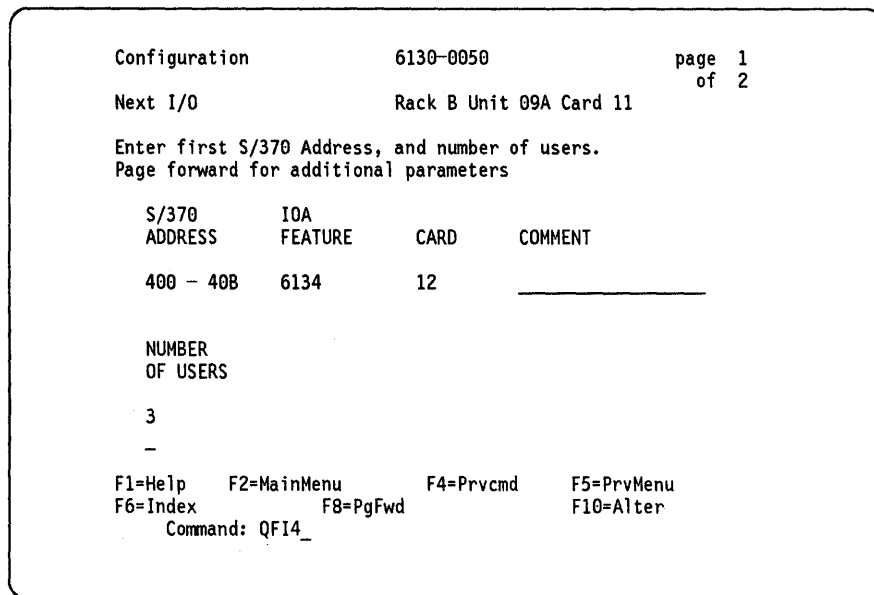 Configuration 6130-0050 page 1
of 2
Next I/O Rack B Unit 09A Card 11
Enter first S/370 Address, and number of users.
Page forward for additional parameters
S/370 IOA
ADDRESS FEATURE CARD COMMENT
400 - 40B 6134 12 ____________________
NUMBER
OF USERS
3
_
F1=Help F2=MainMenu F4=Prvcmd F5=PrvMenu
F6=Index F8=PgFwd F10=Alter
Command: QFI4_